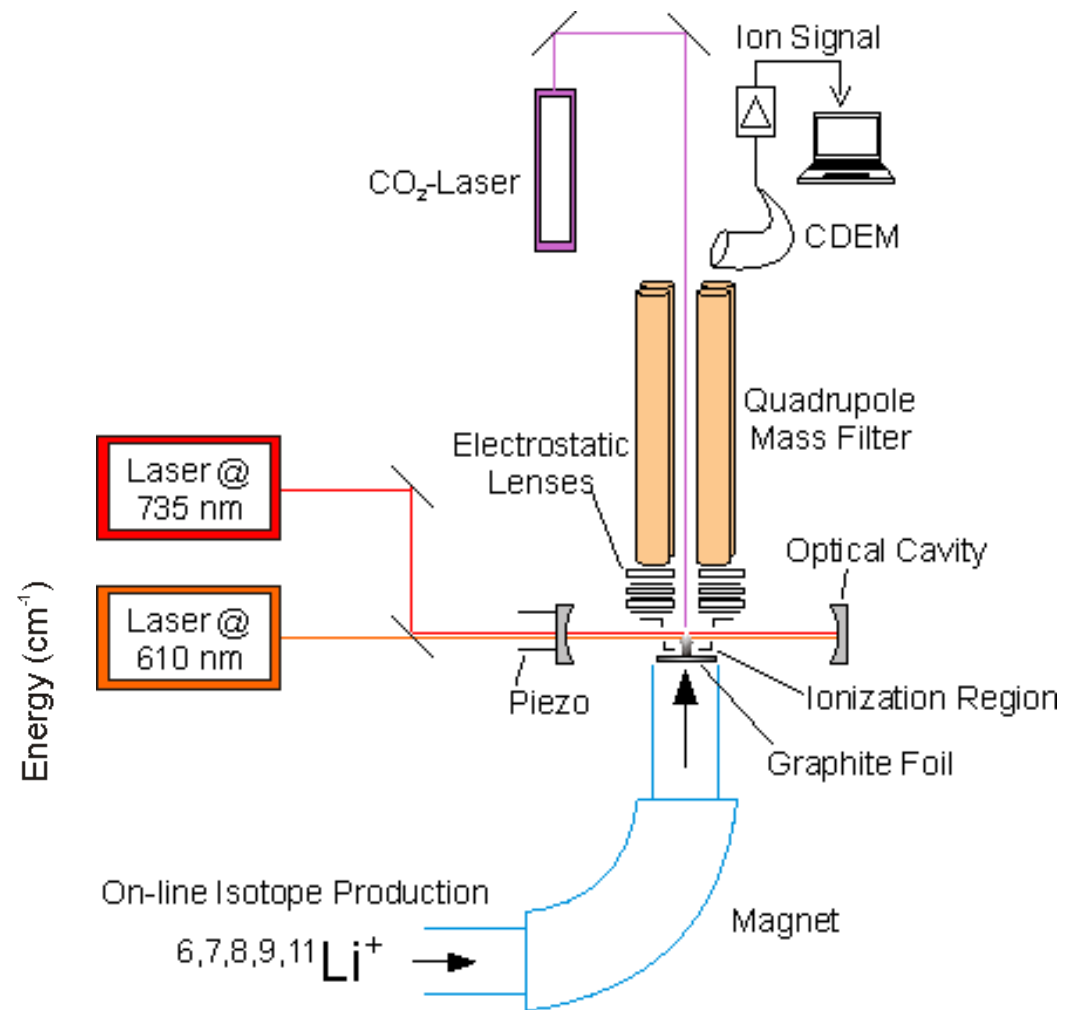 Ion Signal
CO₂-Laser
CDEM
Quadrupole
Mass Filter
Electrostatic
Lenses
Laser @
735 nm
Optical Cavity
Laser @
610 nm
Energy (cm⁻¹)
Piezo
Ionization Region
Graphite Foil
On-line Isotope Production
Magnet
⁶,⁷,⁸,⁹,¹¹Li⁺